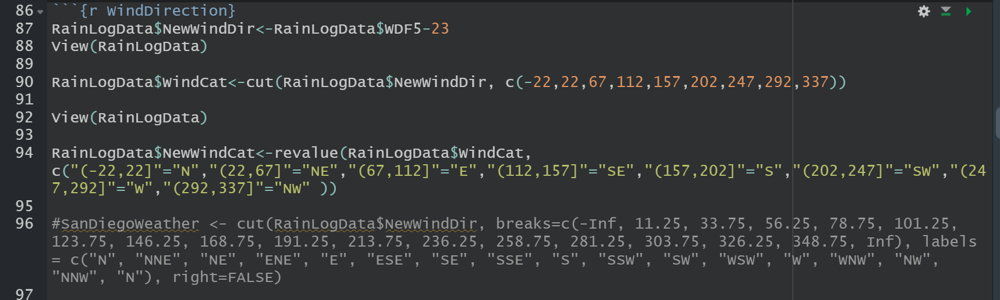 86 ```{r WindDirection}
87 RainLogData$NewWindDir<-RainLogData$WDF5-23
88 View(RainLogData)
89
90 RainLogData$WindCat<-cut(RainLogData$NewWindDir, c(-22,22,67,112,157,202,247,292,337))
91
92 View(RainLogData)
93
94 RainLogData$NewWindCat<-revalue(RainLogData$WindCat,
c("(-22,22]"="N","(22,67]"="NE","(67,112]"="E","(112,157]"="SE","(157,202]"="S","(202,247]"="SW","(24
7,292]"="W","(292,337]"="NW" ))
95
96 #SanDiegoWeather <- cut(RainLogData$NewWindDir, breaks=c(-Inf, 11.25, 33.75, 56.25, 78.75, 101.25,
123.75, 146.25, 168.75, 191.25, 213.75, 236.25, 258.75, 281.25, 303.75, 326.25, 348.75, Inf), labels
= c("N", "NNE", "NE", "ENE", "E", "ESE", "SE", "SSE", "S", "SSW", "SW", "WSW", "W", "WNW", "NW",
"NNW", "N"), right=FALSE)
97